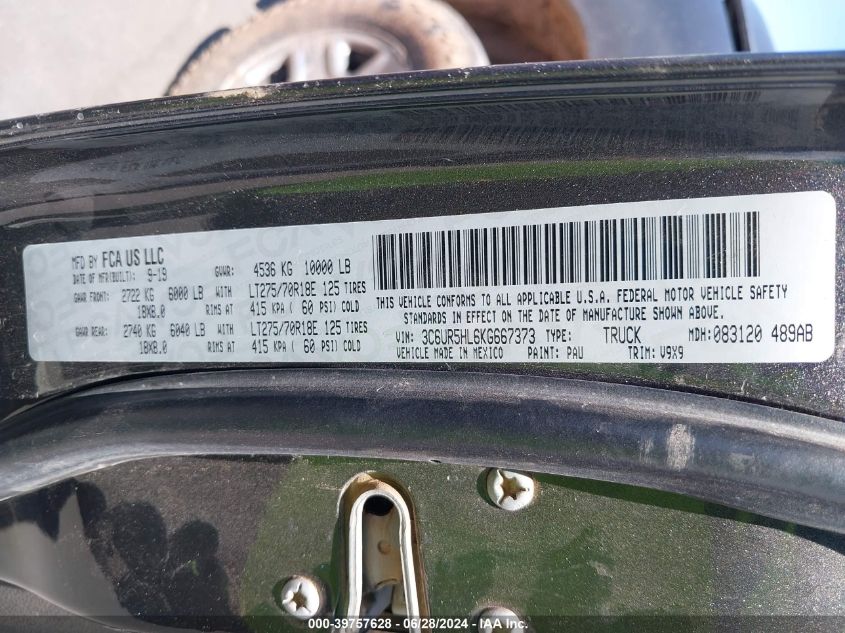 MFD BY FCA US LLC
DATE OF MFR(BUILT): 9-19 GVWR: 4536 KG 10000 LB
GAWR FRONT: 2722 KG 6000 LB WITH LT275/70R18E 125 TIRES
18X8.0 RIMS AT 415 KPA ( 60 PSI) COLD
GAWR REAR: 2740 KG 6040 LB WITH LT275/70R18E 125 TIRES
18X8.0 RIMS AT 415 KPA ( 60 PSI) COLD
THIS VEHICLE CONFORMS TO ALL APPLICABLE U.S.A. FEDERAL MOTOR VEHICLE SAFETY
STANDARDS IN EFFECT ON THE DATE OF MANUFACTURE SHOWN ABOVE.
VIN: 3C6UR5HL6KG667373 TYPE: TRUCK MDH: 083120 489AB
VEHICLE MADE IN MEXICO PAINT: PAU TRIM: V9X9
000-39757628 - 06/28/2024 - IAA Inc.